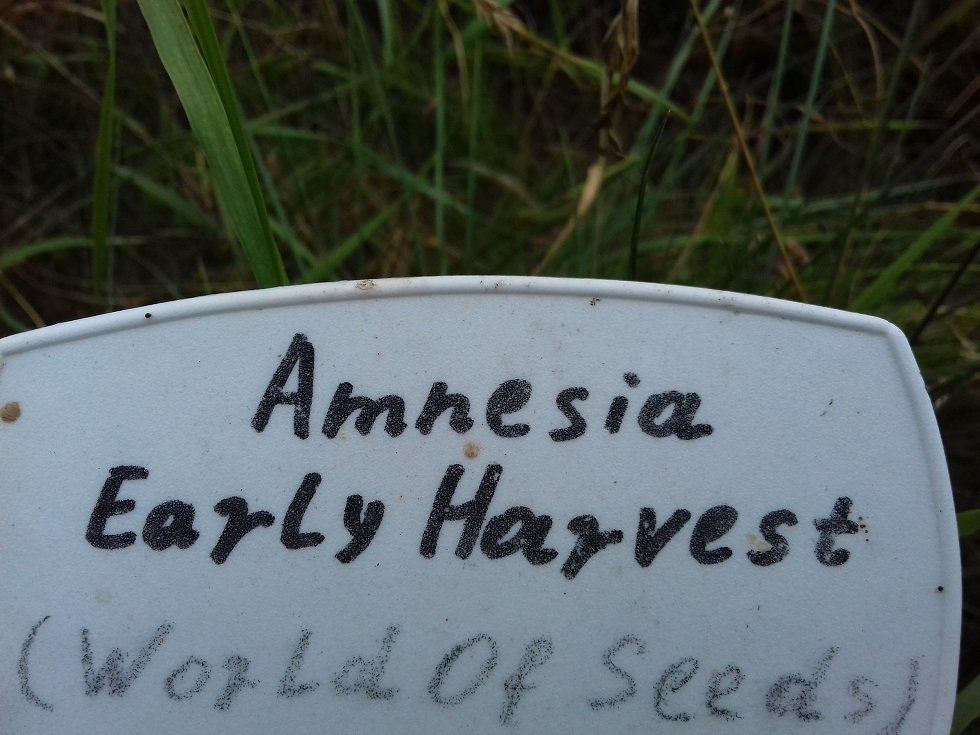 Amnesia
Early Harvest
(World Of Seeds)